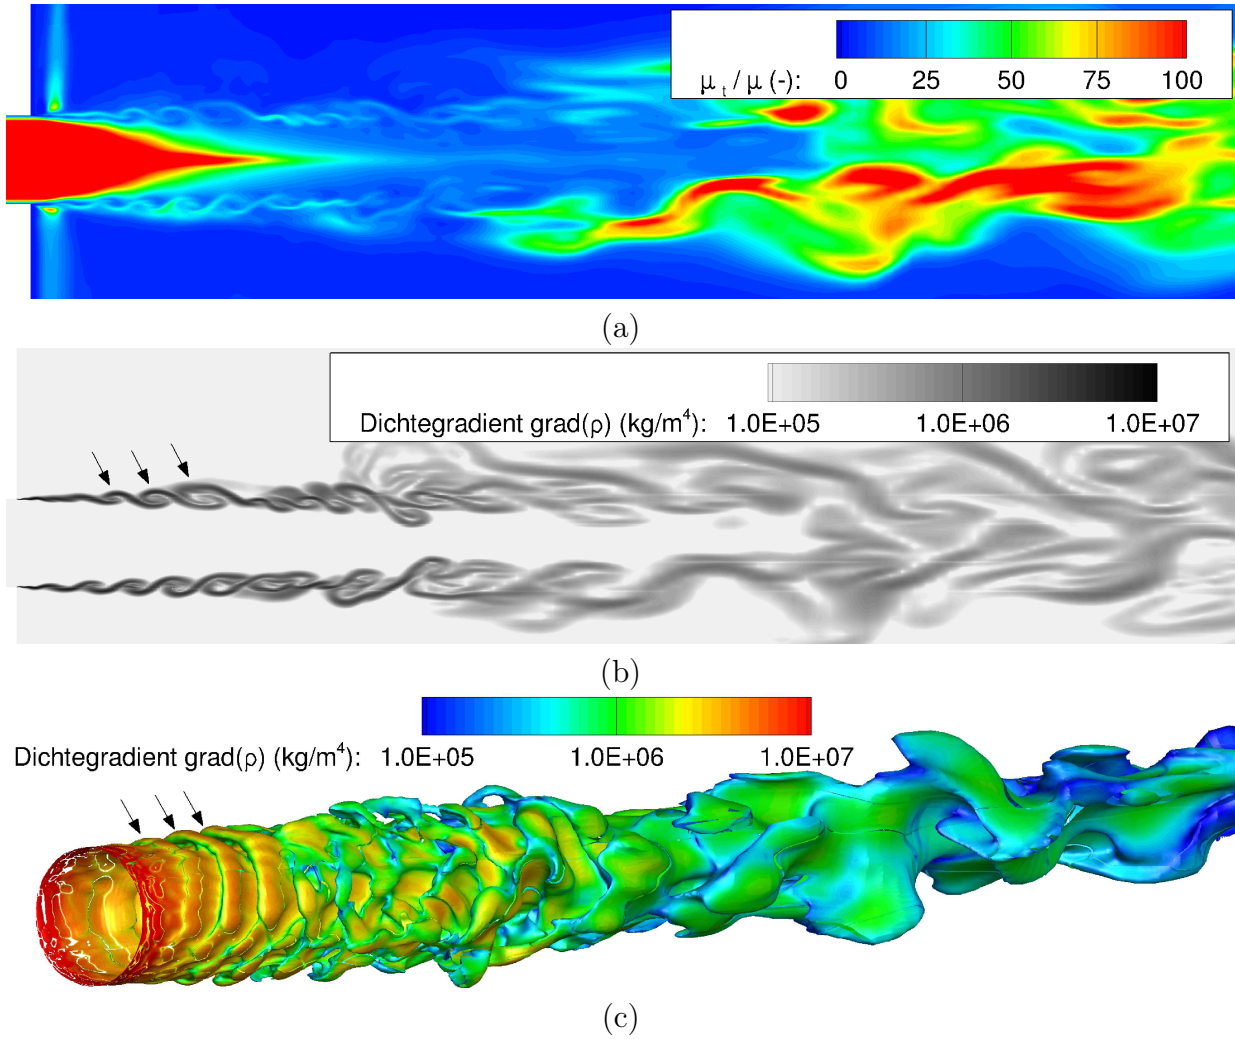 0 25 50 75 100
μ t / μ (-):
(a)
Dichtegradient grad(ρ) (kg/m⁴): 1.0E+05 1.0E+06 1.0E+07
(b)
Dichtegradient grad(ρ) (kg/m⁴): 1.0E+05 1.0E+06 1.0E+07
(c)